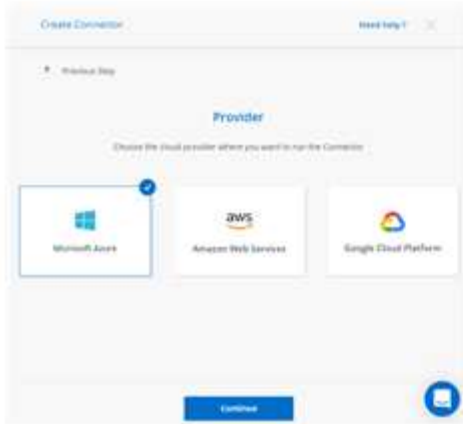 Create Connector
Need help?
Previous Step
Provider
Choose the cloud provider where you want to run the Connector
aws
Microsoft Azure
Amazon Web Services
Google Cloud Platform
Continue